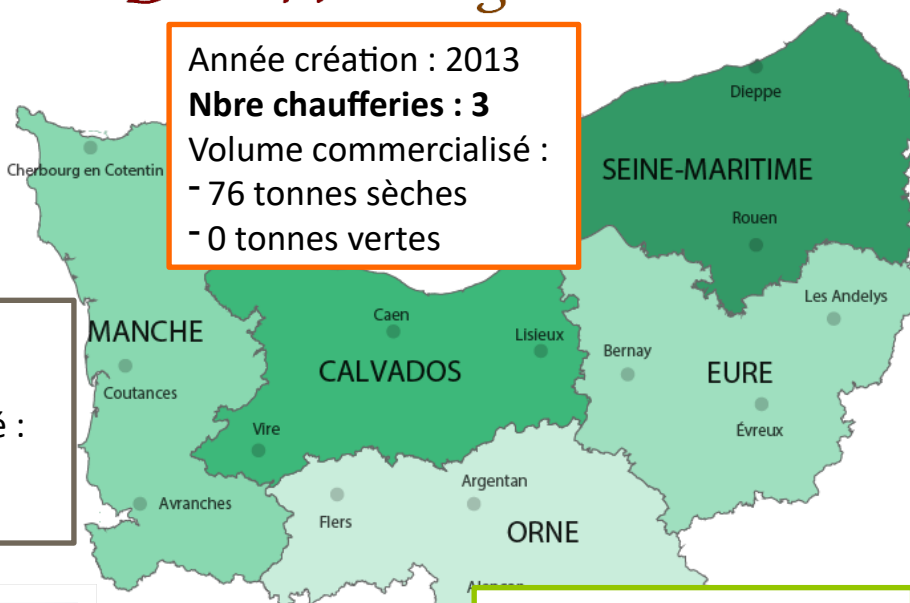 Année création : 2013
Nbre chaufferies : 3
Volume commercialisé :
- 76 tonnes sèches
- 0 tonnes vertes
Dieppe
Cherbourg en Cotentin
SEINE-MARITIME
Rouen
Les Andelys
Caen
Lisieux
MANCHE
CALVADOS
Bernay
EURE
Coutances
é :
Vire
Évreux
Argentan
Avranches
Flers
ORNE